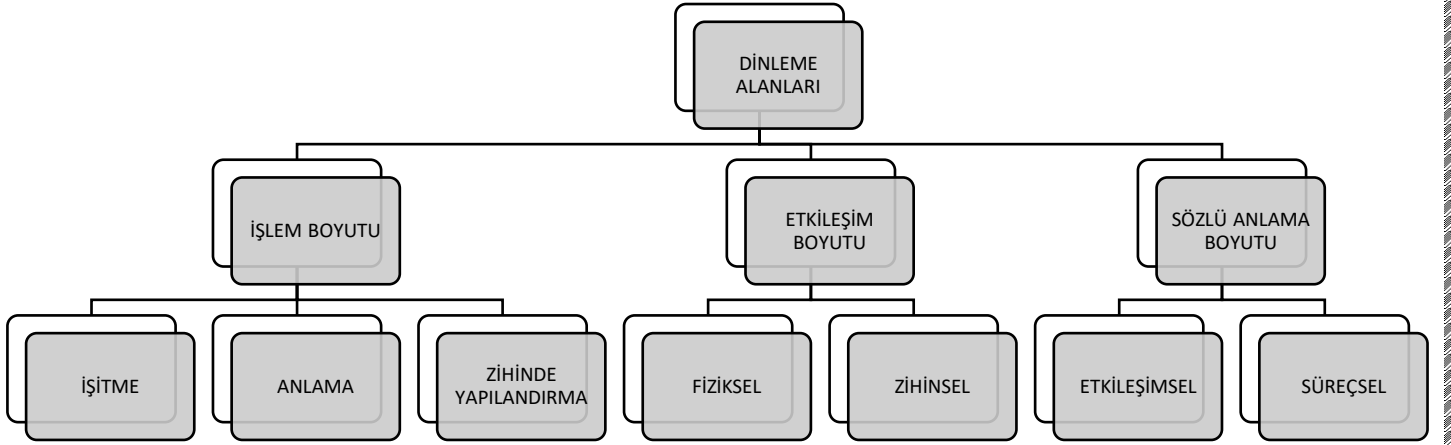 DİNLEME
ALANLARI
İŞLEM BOYUTU
ETKİLEŞİM
BOYUTU
SÖZLÜ ANLAMA
BOYUTU
İŞİTME
ANLAMA
ZİHİNDE
YAPILANDIRMA
FİZİKSEL
ZİHİNSEL
ETKİLEŞİMSEL
SÜREÇSEL